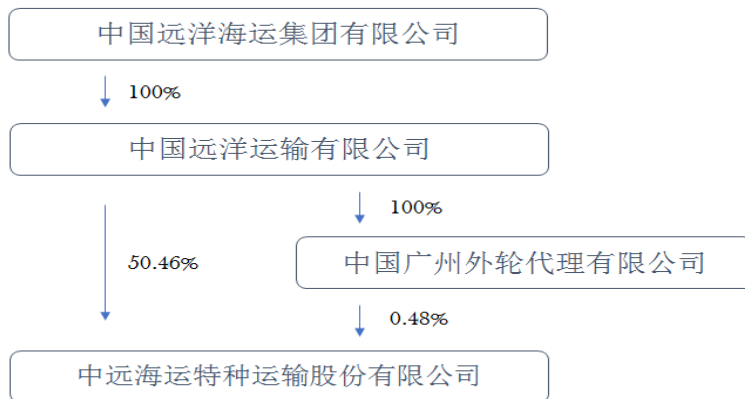 中国远洋海运集团有限公司
100%
中国远洋运输有限公司
100%
50.46%
中国广州外轮代理有限公司
0.48%
中远海运特种运输股份有限公司